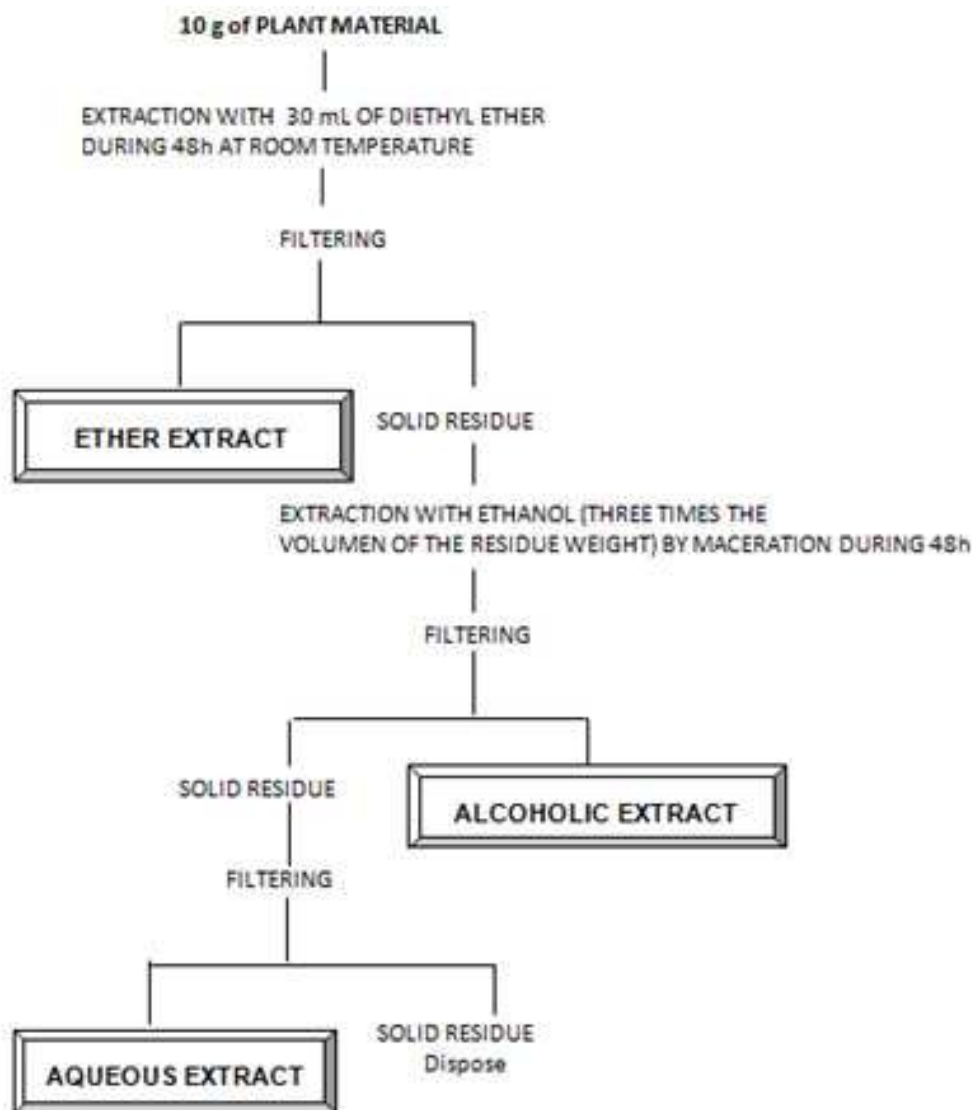 10 g of PLANT MATERIAL
EXTRACTION WITH 30 mL OF DIETHYL ETHER
DURING 48h AT ROOM TEMPERATURE
FILTERING
ETHER EXTRACT
SOLID RESIDUE
EXTRACTION WITH ETHANOL (THREE TIMES THE
VOLUMEN OF THE RESIDUE WEIGHT) BY MACERATION DURING 48h
FILTERING
SOLID RESIDUE
ALCOHOLIC EXTRACT
FILTERING
AQUEOUS EXTRACT
SOLID RESIDUE
Dispose